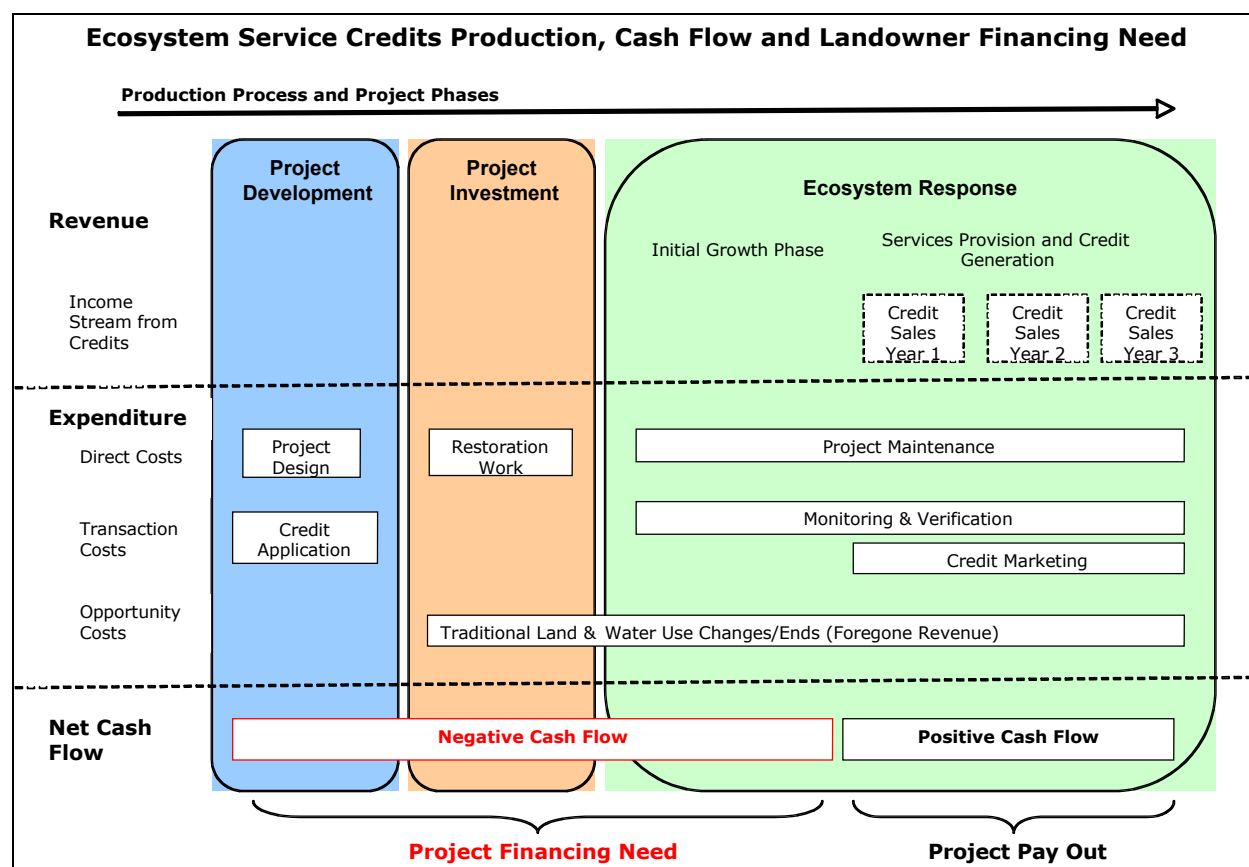 Ecosystem Service Credits Production, Cash Flow and Landowner Financing Need
Production Process and Project Phases
Project
Development
Project
Investment
Ecosystem Response
Revenue
Initial Growth Phase
Services Provision and Credit
Generation
Income
Stream from
Credits
Credit
Sales
Year 1
Credit
Sales
Year 2
Credit
Sales
Year 3
Expenditure
Direct Costs
Project
Design
Restoration
Work
Project Maintenance
Transaction
Costs
Credit
Application
Monitoring & Verification
Credit Marketing
Opportunity
Costs
Traditional Land & Water Use Changes/Ends (Foregone Revenue)
Net Cash
Flow
Negative Cash Flow
Positive Cash Flow
Project Financing Need
Project Pay Out